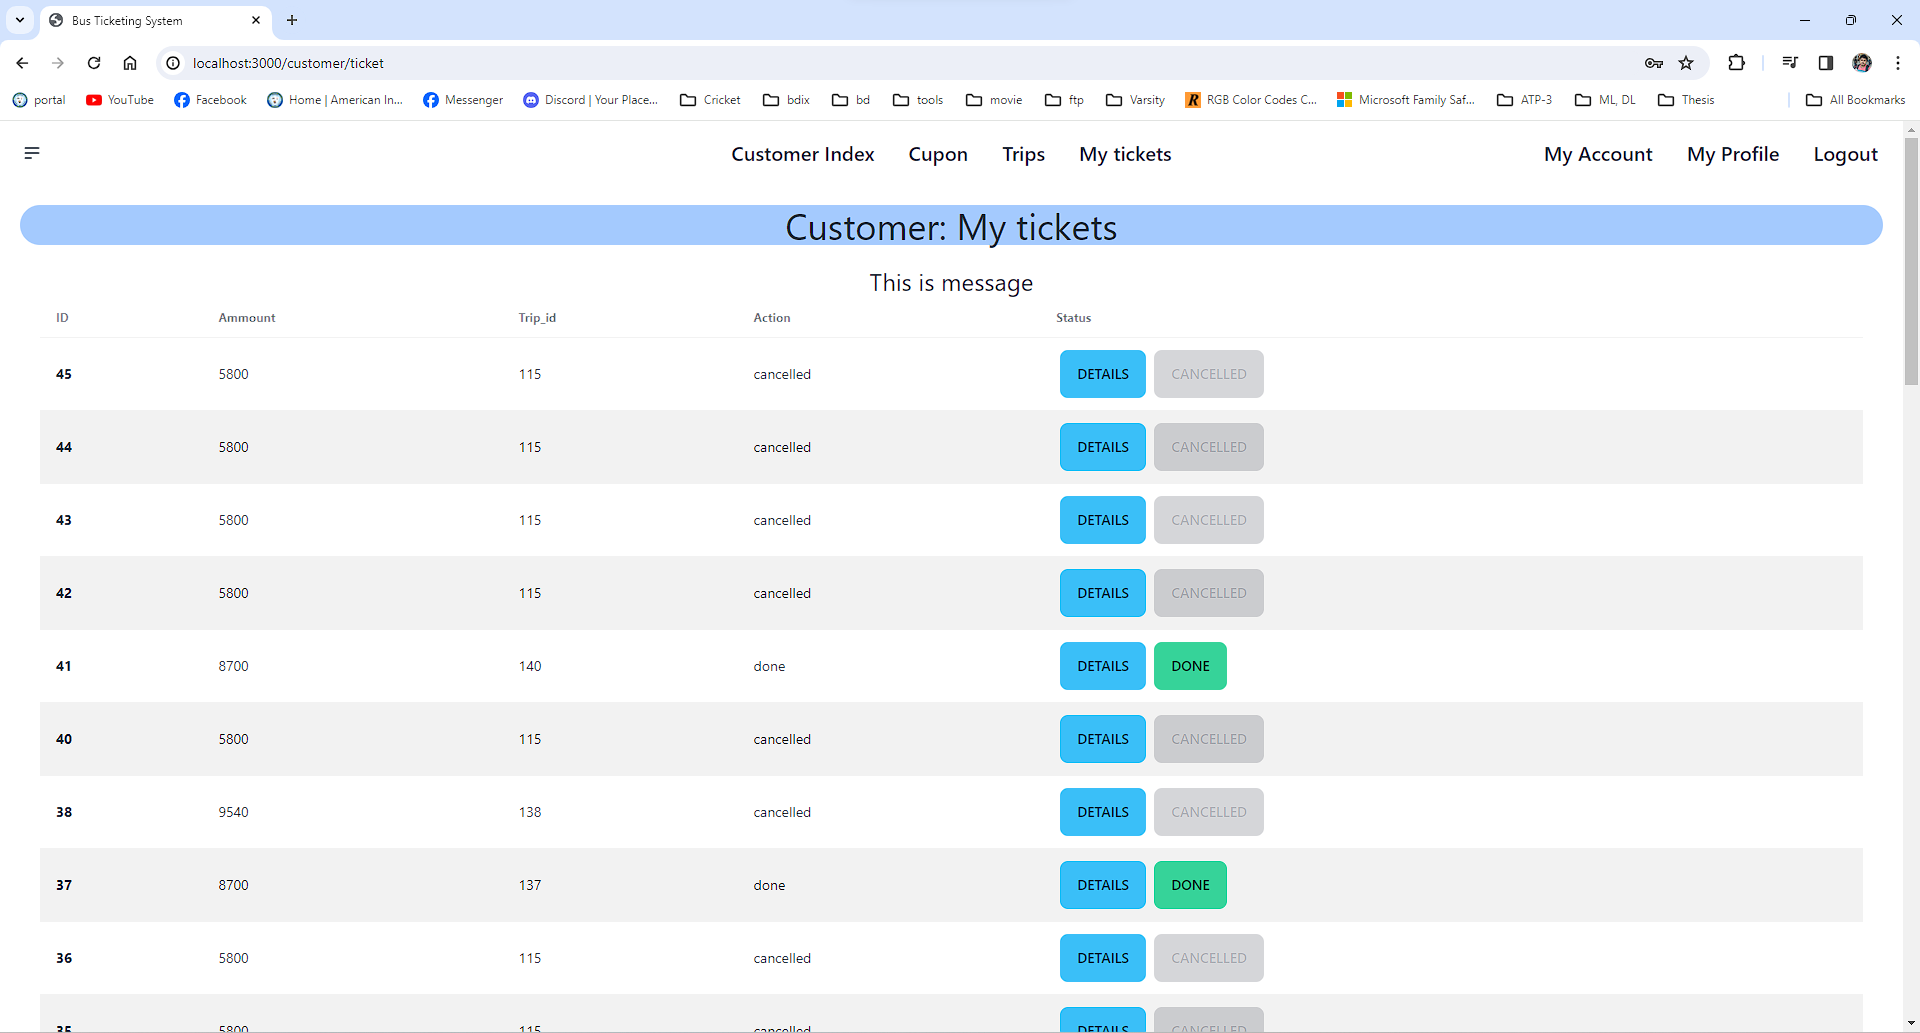 Bus Ticketing System
localhost:3000/customer/ticket
portal YouTube Facebook Home | American In... Messenger Discord | Your Place... Cricket bdix bd tools movie ftp Varsity RGB Color Codes C... Microsoft Family Saf... ATP-3 ML, DL Thesis All Bookmarks
Customer Index Cupon Trips My tickets My Account My Profile Logout
Customer: My tickets
This is message
ID Ammount Trip_id Action Status
45 5800 115 cancelled DETAILS CANCELLED
44 5800 115 cancelled DETAILS CANCELLED
43 5800 115 cancelled DETAILS CANCELLED
42 5800 115 cancelled DETAILS CANCELLED
41 8700 140 done DETAILS DONE
40 5800 115 cancelled DETAILS CANCELLED
38 9540 138 cancelled DETAILS CANCELLED
37 8700 137 done DETAILS DONE
36 5800 115 cancelled DETAILS CANCELLED
35 5800 115 cancelled DETAILS CANCELLED